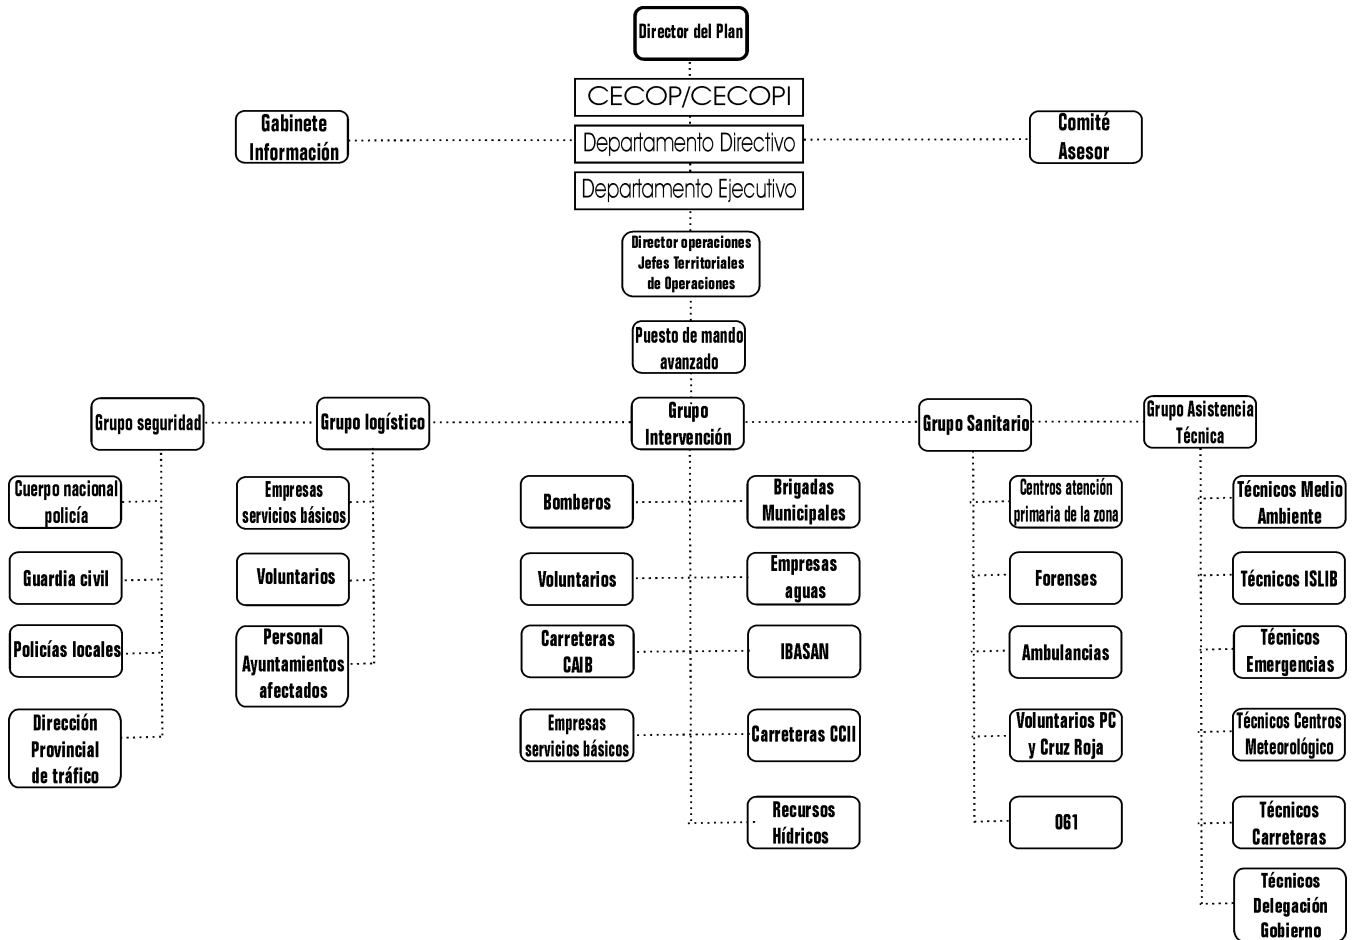 Director del Plan
CECOP/CECOPI
Gabinete
Información
Departamento Directivo
Comité
Asesor
Departamento Ejecutivo
Director operaciones
Jefes Territoriales
de Operaciones
Puesto de mando
avanzado
Grupo seguridad
Grupo logístico
Grupo
Intervención
Grupo Sanitario
Grupo Asistencia
Técnica
Cuerpo nacional
policía
Guardia civil
Policías locales
Dirección
Provincial
de tráfico
Empresas
servicios básicos
Voluntarios
Personal
Ayuntamientos
afectados
Bomberos
Voluntarios
Carreteras
CAIB
Empresas
servicios básicos
Brigadas
Municipales
Empresas
aguas
IBASAN
Carreteras CCII
Recursos
Hídricos
Centros atención
primaria de la zona
Forenses
Ambulancias
Voluntarios PC
y Cruz Roja
061
Técnicos Medio
Ambiente
Técnicos ISLIB
Técnicos
Emergencias
Técnicos Centros
Meteorológico
Técnicos
Carreteras
Técnicos
Delegación
Gobierno